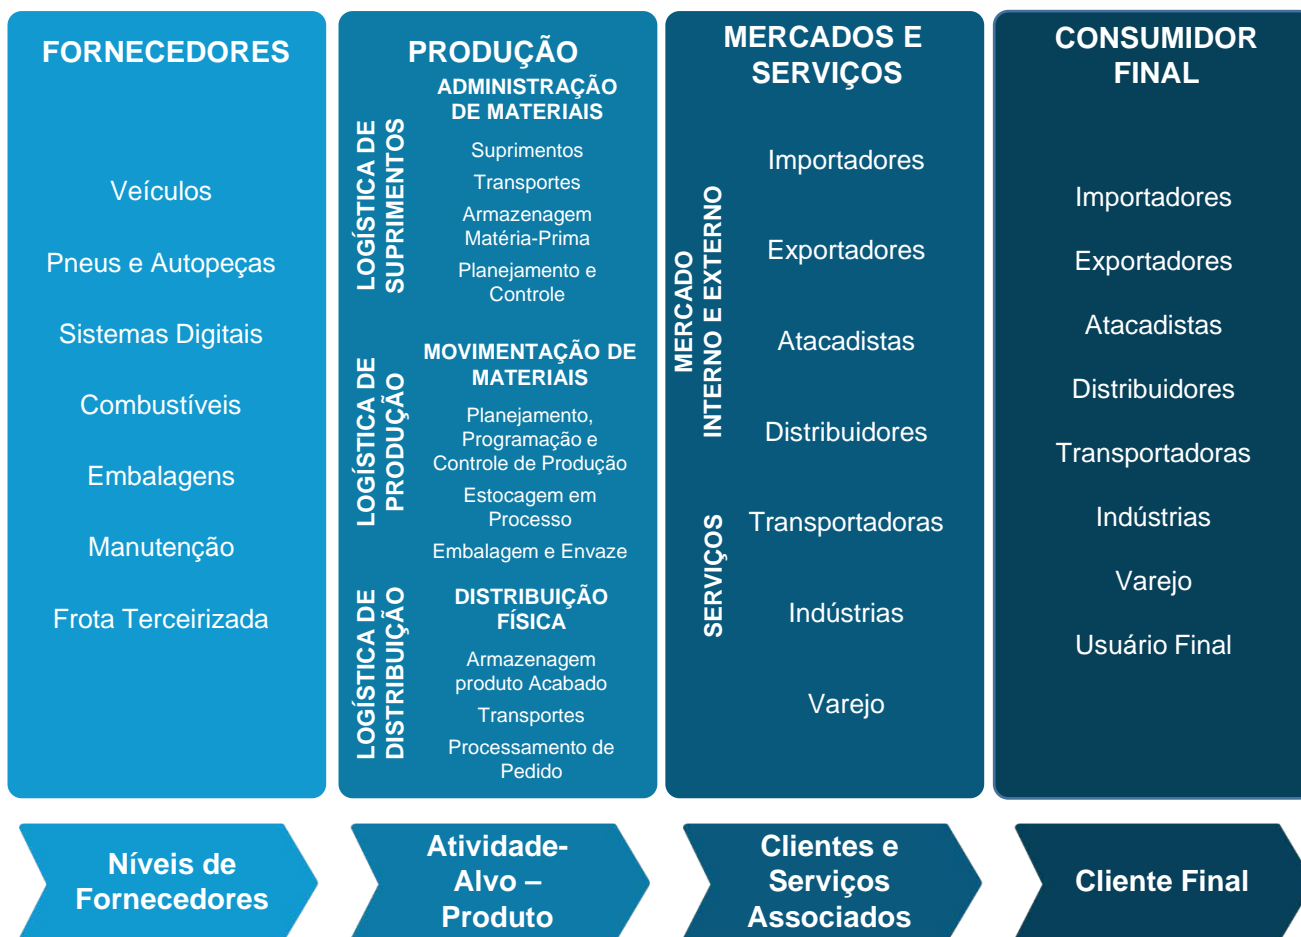 FORNECEDORES
Veículos
Pneus e Autopeças
Sistemas Digitais
Combustíveis
Embalagens
Manutenção
Frota Terceirizada
PRODUÇÃO
LOGÍSTICA DE
SUPRIMENTOS
ADMINISTRAÇÃO
DE MATERIAIS
Suprimentos
Transportes
Armazenagem
Matéria-Prima
Planejamento e
Controle
LOGÍSTICA DE
PRODUÇÃO
MOVIMENTAÇÃO DE
MATERIAIS
Planejamento,
Programação e
Controle de Produção
Estocagem em
Processo
Embalagem e Envaze
LOGÍSTICA DE
DISTRIBUIÇÃO
DISTRIBUIÇÃO
FÍSICA
Armazenagem
produto Acabado
Transportes
Processamento de
Pedido
MERCADOS E
SERVIÇOS
MERCADO
INTERNO E EXTERNO
Importadores
Exportadores
Atacadistas
Distribuidores
SERVIÇOS
Transportadoras
Indústrias
Varejo
CONSUMIDOR
FINAL
Importadores
Exportadores
Atacadistas
Distribuidores
Transportadoras
Indústrias
Varejo
Usuário Final
Níveis de
Fornecedores
Atividade-
Alvo –
Produto
Clientes e
Serviços
Associados
Cliente Final